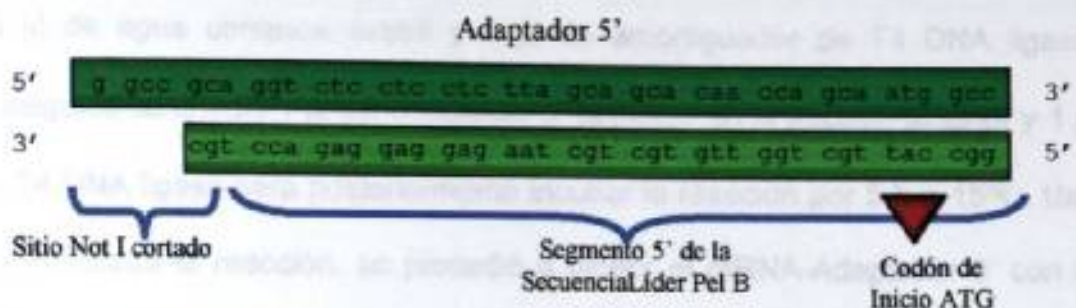 Adaptador 5'
5' g gcc gca ggt ctc ctc ctc tta gca gca caa cca gca atg gcc 3'
3' cgt cca gag gag gag aat cgt cgt gtt ggt cgt tac cgg 5'
Sitio Not I cortado
Segmento 5' de la
SecuenciaLíder Pel B
Codón de
Inicio ATG